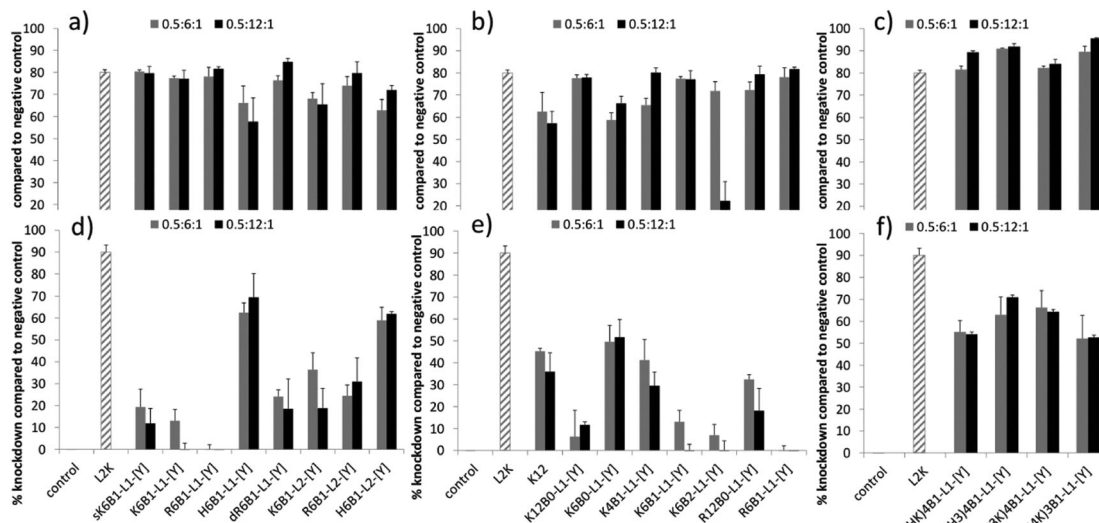 a) 0.5:6:1 0.5:12:1
compared to negative control
100
90
80
70
60
50
40
30
20
b) 0.5:6:1 0.5:12:1
compared to negative control
100
90
80
70
60
50
40
30
20
c) 0.5:6:1 0.5:12:1
compared to negative control
100
90
80
70
60
50
40
30
20
d) 0.5:6:1 0.5:12:1
% knockdown compared to negative control
100
90
80
70
60
50
40
30
20
10
0
control
L2K
sK6B1-L1-[Y]
K6B1-L1-[Y]
R6B1-L1-[Y]
H6B1-L1-[Y]
dR6B1-L1-[Y]
K6B1-L2-[Y]
R6B1-L2-[Y]
H6B1-L2-[Y]
e) 0.5:6:1 0.5:12:1
% knockdown compared to negative control
100
90
80
70
60
50
40
30
20
10
0
control
L2K
K12
K12B0-L1-[Y]
K6B0-L1-[Y]
K4B1-L1-[Y]
K6B1-L1-[Y]
K6B2-L1-[Y]
R12B0-L1-[Y]
R6B1-L1-[Y]
f) 0.5:6:1 0.5:12:1
% knockdown compared to negative control
100
90
80
70
60
50
40
30
20
10
0
control
L2K
K)4B1-L1-[Y]
3)4B1-L1-[Y]
K)4B1-L1-[Y]
K)3B1-L1-[Y]